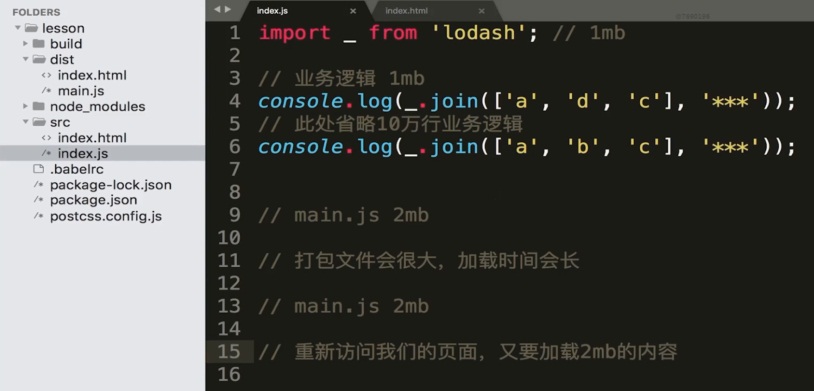 FOLDERS
lesson
build
dist
index.html
main.js
node_modules
src
index.html
index.js
.babelrc
package-lock.json
package.json
postcss.config.js
index.js
index.html
1 import _ from 'lodash'; // 1mb
2
3 // 业务逻辑 1mb
4 console.log(_.join(['a', 'd', 'c'], '***'));
5 // 此处省略10万行业务逻辑
6 console.log(_.join(['a', 'b', 'c'], '***'));
7
8
9 // main.js 2mb
10
11 // 打包文件会很大，加载时间会长
12
13 // main.js 2mb
14
15 // 重新访问我们的页面，又要加载2mb的内容
16